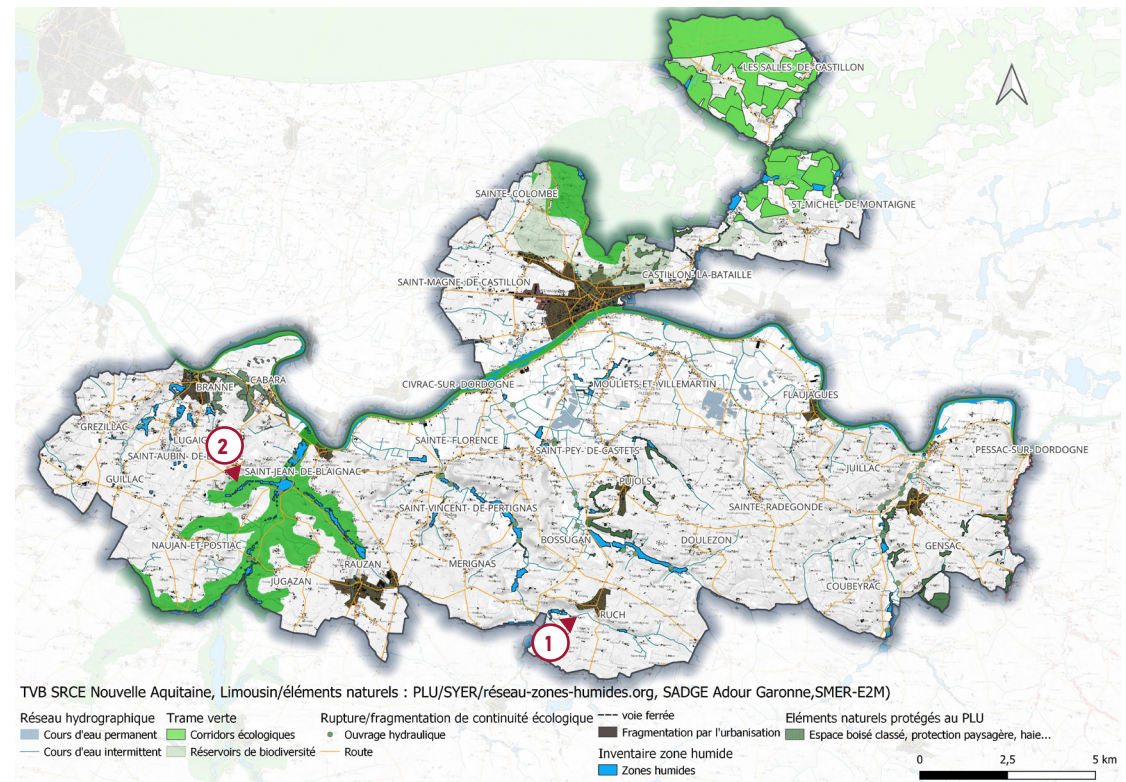 LES SALLES- DE- CASTILLON
SAINTE- COLOMBE
ST- MICHEL- DE- MONTAIGNE
SAINT- MAGNE- DE- CASTILLON
CASTILLON- LA- BATAILLE
CIVRAC- SUR- DORDOGNE
MOULIETS- ET- VILLEMARTIN
CABARA
BRANNE
FLAUJAGUES
GREZILLAC
LUGAIG
SAINTE- FLORENCE
SAINT- PEY- DE- CASTETS
PESSAC- SUR- DORDOGNE
2
SAINT- AUBIN- DE- B
SAINT- JEAN- DE- BLAIGNAC
JUILLAC
GUILLAC
PUJOLS
SAINT- VINCENT- DE- PERTIGNAS
SAINTE- RADEGONDE
NAUJAN- ET- POSTIAC
BOSSUGAN
DOULEZON
GENSAC
RAUZAN
MERIGNAS
JUGAZAN
COUBEYRAC
RUCH
1
TVB SRCE Nouvelle Aquitaine, Limousin/éléments naturels : PLU/SYER/réseau-zones-humides.org, SADGE Adour Garonne,SMER-E2M)
Réseau hydrographique
Cours d'eau permanent
Cours d'eau intermittent
Trame verte
Corridors écologiques
Réservoirs de biodiversité
Rupture/fragmentation de continuité écologique
Ouvrage hydraulique
Route
voie ferrée
Fragmentation par l'urbanisation
Inventaire zone humide
Zones humides
Eléments naturels protégés au PLU
Espace boisé classé, protection paysagère, haie...
0 2,5 5 km